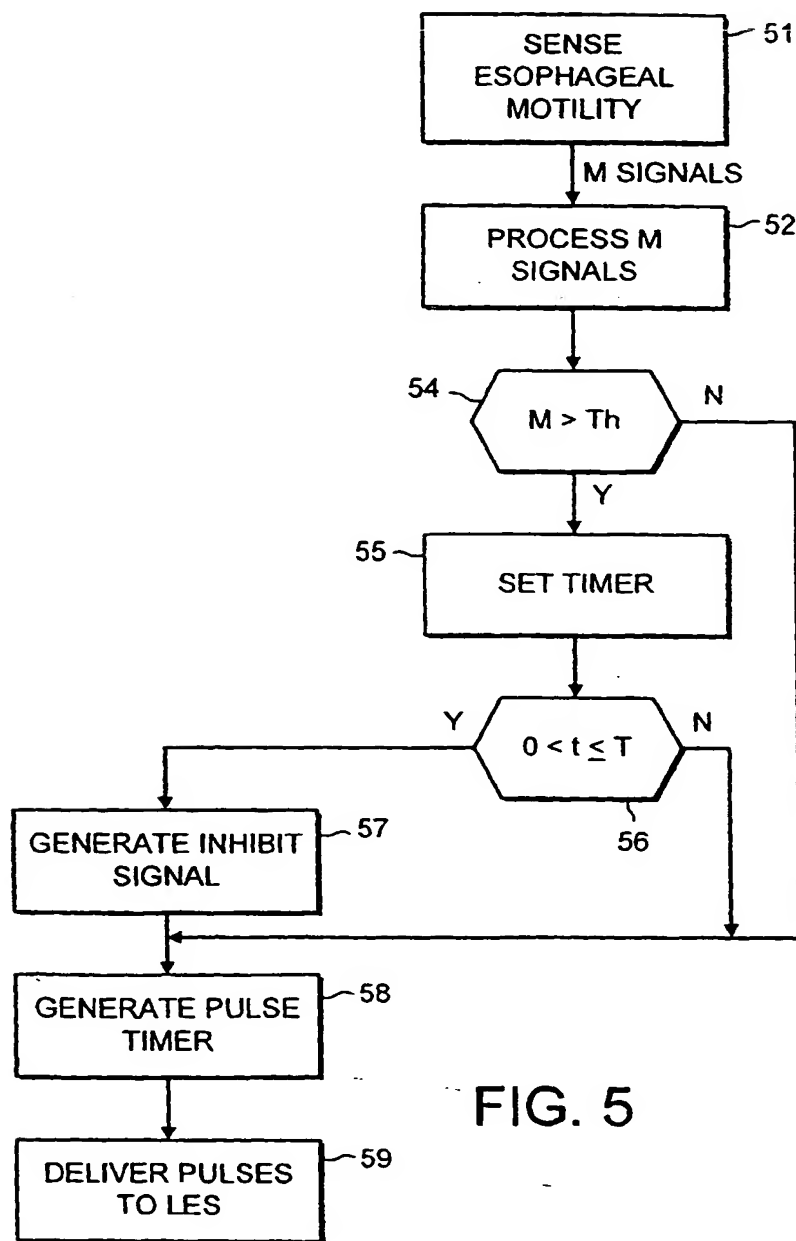 SENSE
ESOPHAGEAL
MOTILITY
51
M SIGNALS
PROCESS M
SIGNALS
52
54
M > Th
N
Y
55
SET TIMER
Y
0 < t ≤ T
N
56
GENERATE INHIBIT
SIGNAL
57
GENERATE PULSE
TIMER
58
DELIVER PULSES
TO LES
59
FIG. 5